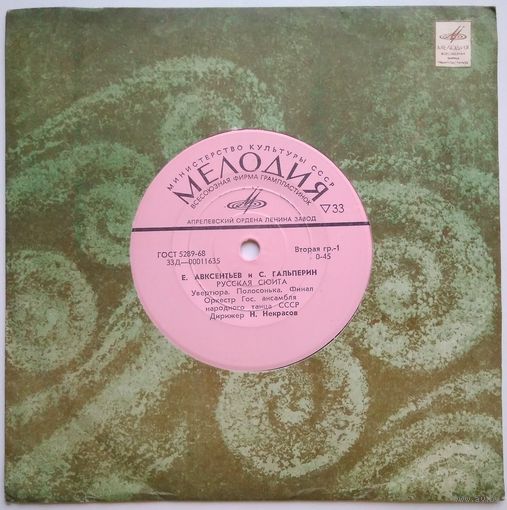 МЕЛОДИЯ
МИНИСТЕРСТВО КУЛЬТУРЫ СССР
МЕЛОДИЯ
ВСЕСОЮЗНАЯ ФИРМА ГРАМПЛАСТИНОК
▽33
АПРЕЛЕВСКИЙ ОРДЕНА ЛЕНИНА ЗАВОД
ГОСТ 5289-68
33Д—00011635
Вторая гр.-1
0-45
Е. АВКСЕНТЬЕВ и С. ГАЛЬПЕРИН
РУССКАЯ СЮИТА
Увертюра, Полосонька, Финал
Оркестр Гос. ансамбля
народного танца СССР
Дирижер Н. Некрасов